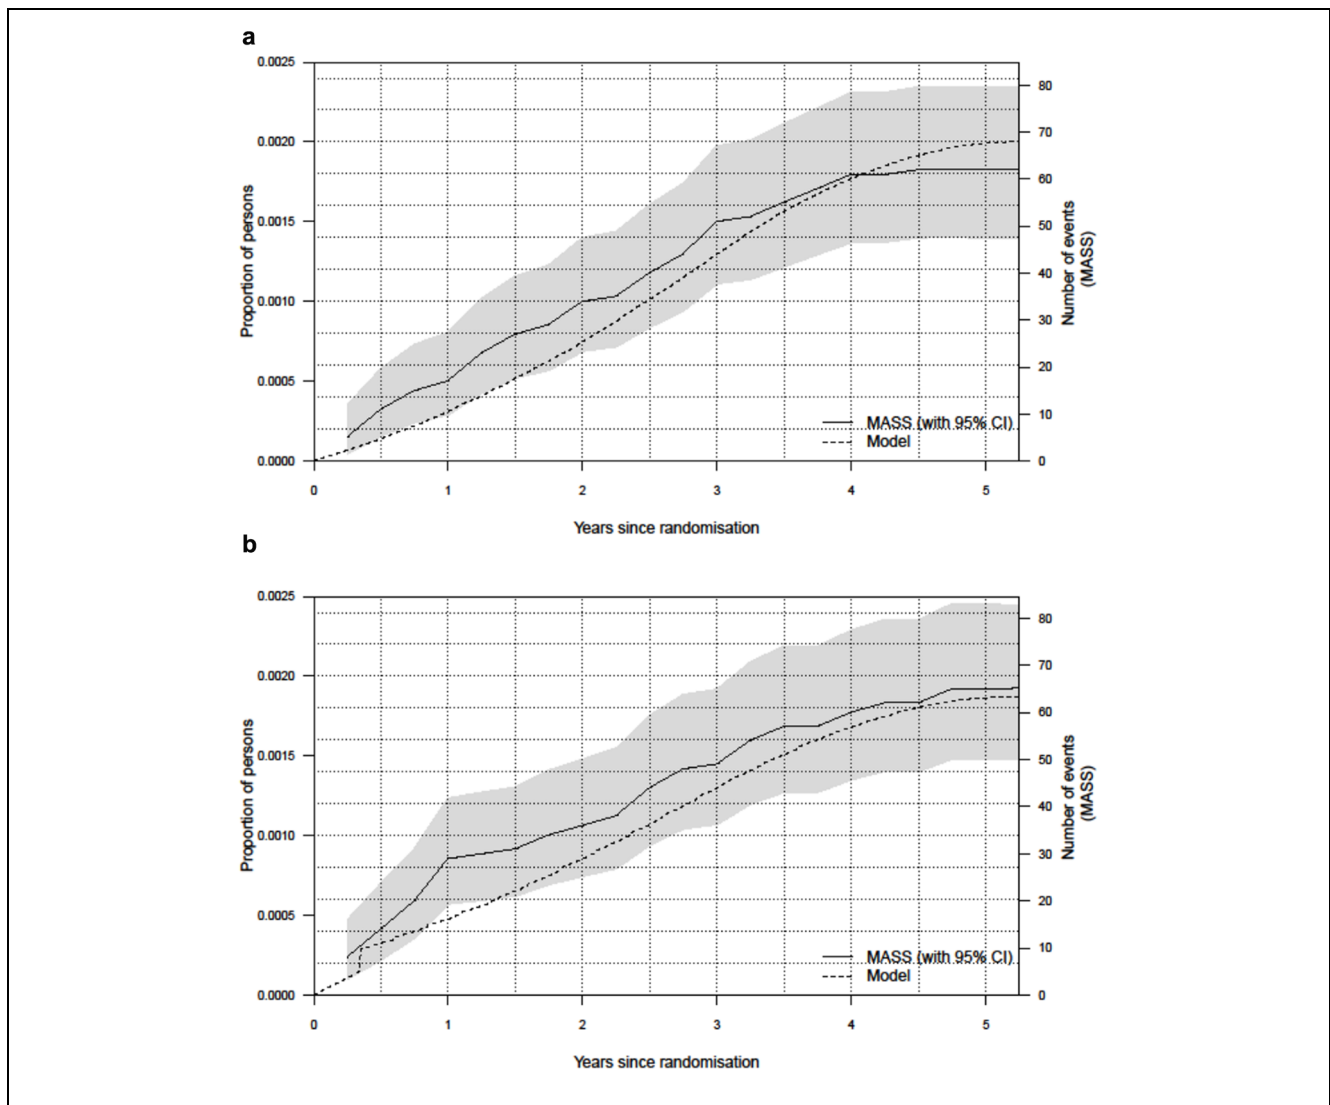 a
0.0025
0.0020
0.0015
0.0010
0.0005
0.0000
Proportion of persons
80
70
60
50
40
30
20
10
0
Number of events
(MASS)
MASS (with 95% CI)
Model
0 1 2 3 4 5
Years since randomisation
b
0.0025
0.0020
0.0015
0.0010
0.0005
0.0000
Proportion of persons
80
70
60
50
40
30
20
10
0
Number of events
(MASS)
MASS (with 95% CI)
Model
0 1 2 3 4 5
Years since randomisation